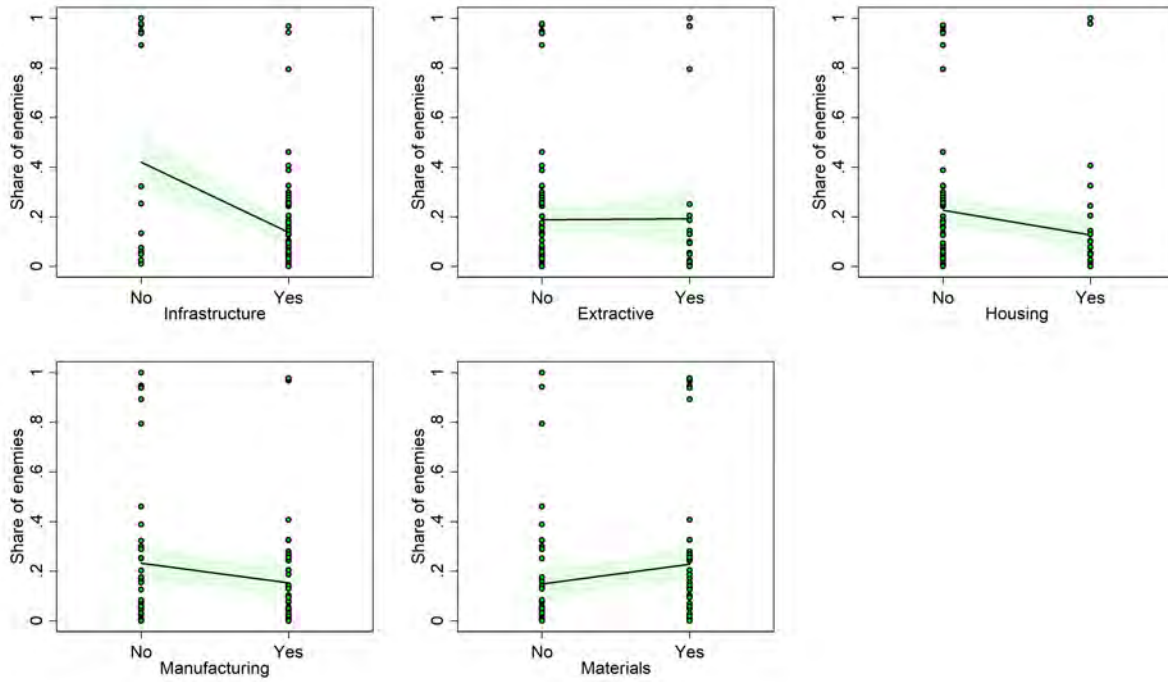 Share of enemies
1
.8
.6
.4
.2
0
No Yes
Infrastructure
Share of enemies
1
.8
.6
.4
.2
0
No Yes
Extractive
Share of enemies
1
.8
.6
.4
.2
0
No Yes
Housing
Share of enemies
1
.8
.6
.4
.2
0
No Yes
Manufacturing
Share of enemies
1
.8
.6
.4
.2
0
No Yes
Materials